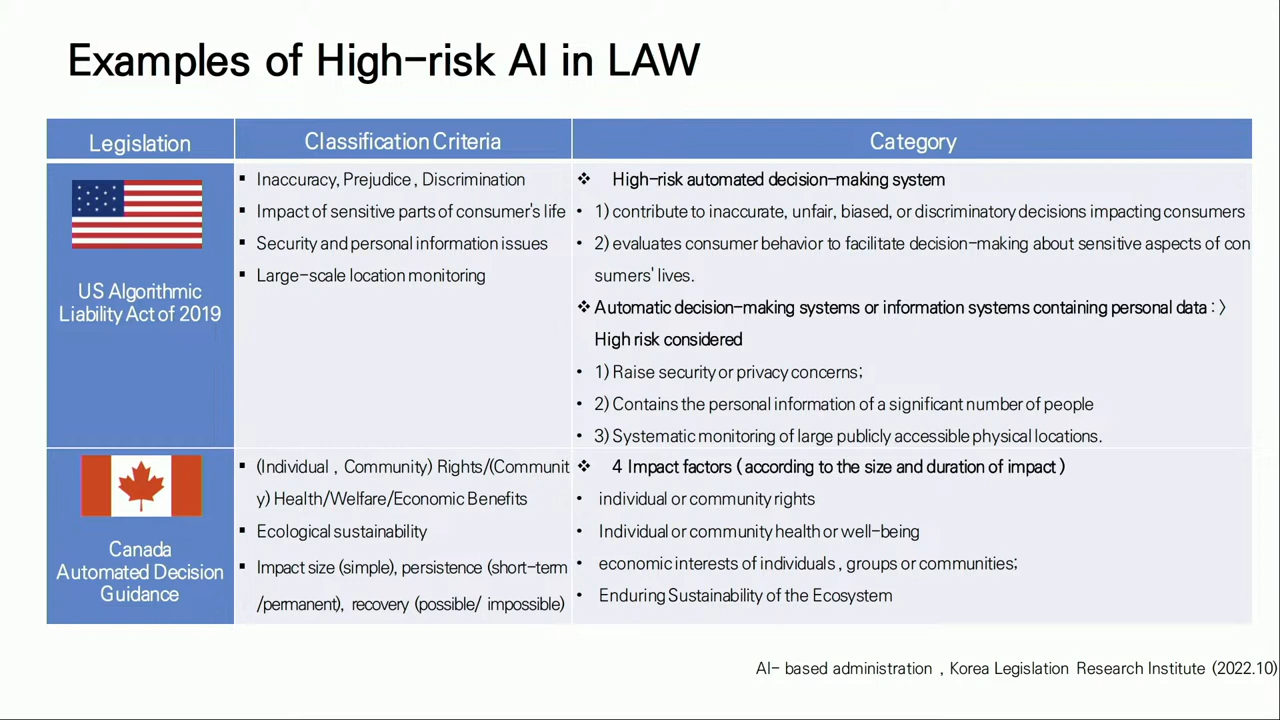 Examples of High-risk AI in LAW
Legislation
Classification Criteria
Category
US Algorithmic
Liability Act of 2019
▪ Inaccuracy, Prejudice , Discrimination
▪ Impact of sensitive parts of consumer's life
▪ Security and personal information issues
▪ Large-scale location monitoring
❖ High-risk automated decision-making system
• 1) contribute to inaccurate, unfair, biased, or discriminatory decisions impacting consumers
• 2) evaluates consumer behavior to facilitate decision-making about sensitive aspects of con
sumers' lives.
❖ Automatic decision-making systems or information systems containing personal data : 〉
High risk considered
• 1) Raise security or privacy concerns;
• 2) Contains the personal information of a significant number of people
• 3) Systematic monitoring of large publicly accessible physical locations.
Canada
Automated Decision
Guidance
▪ (Individual , Community) Rights/(Communit
y) Health/Welfare/Economic Benefits
▪ Ecological sustainability
▪ Impact size (simple), persistence (short-term
/permanent), recovery (possible/ impossible)
❖ 4 Impact factors ( according to the size and duration of impact )
• individual or community rights
• Individual or community health or well-being
• economic interests of individuals , groups or communities;
• Enduring Sustainability of the Ecosystem
AI- based administration , Korea Legislation Research Institute (2022.10)